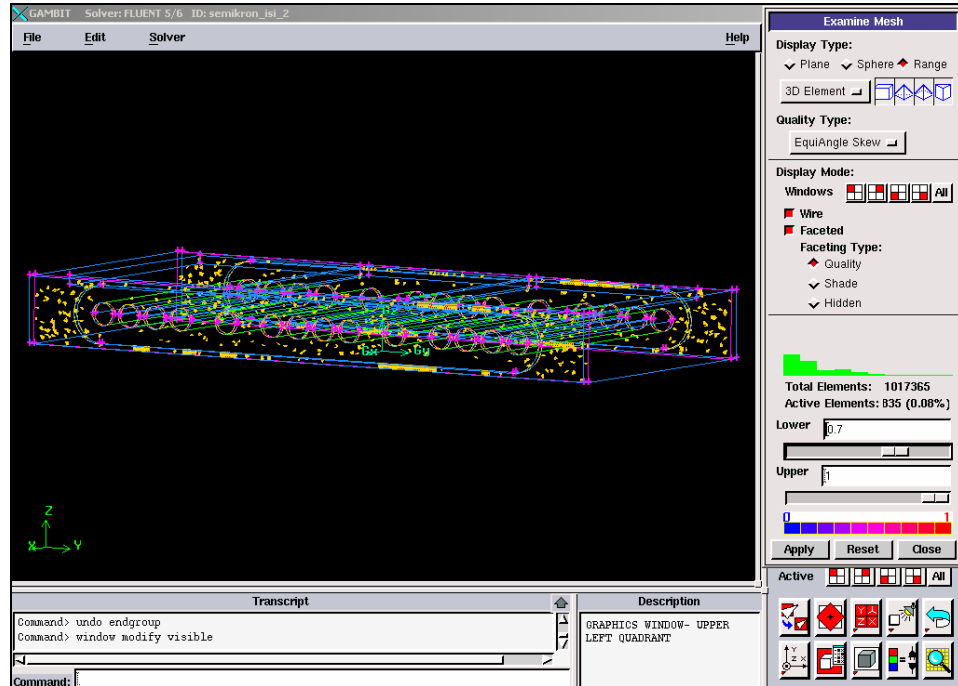 GAMBIT Solver: FLUENT 5/6 ID: semikron_isi_2
File Edit Solver Help
Gx Gy
Z
X Y
Transcript
Command> undo endgroup
Command> window modify visible
Command:
Description
GRAPHICS WINDOW- UPPER
LEFT QUADRANT
Examine Mesh
Display Type:
Plane Sphere Range
3D Element
Quality Type:
EquiAngle Skew
Display Mode:
Windows All
Wire
Faceted
Faceting Type:
Quality
Shade
Hidden
Total Elements: 1017365
Active Elements: 835 (0.08%)
Lower 0.7
Upper 1
0 1
Apply Reset Close
Active All
Y
Z X